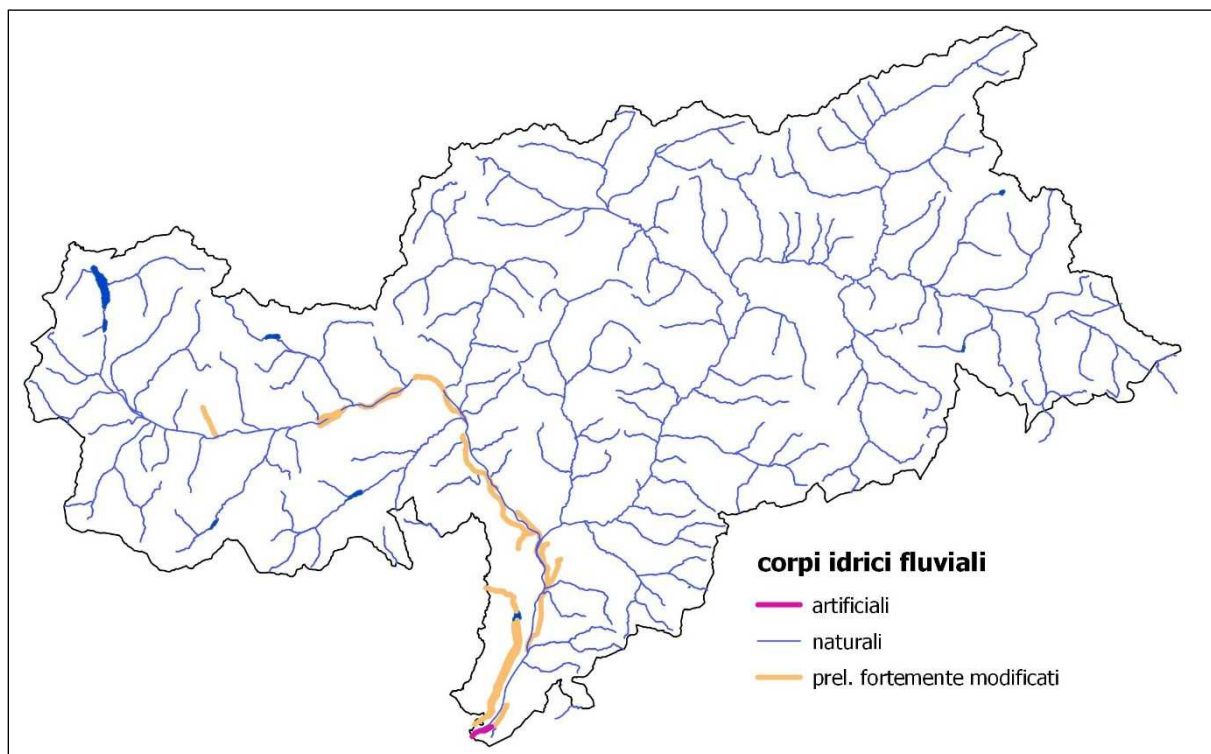 corpi idrici fluviali
artificiali
naturali
prel. fortemente modificati